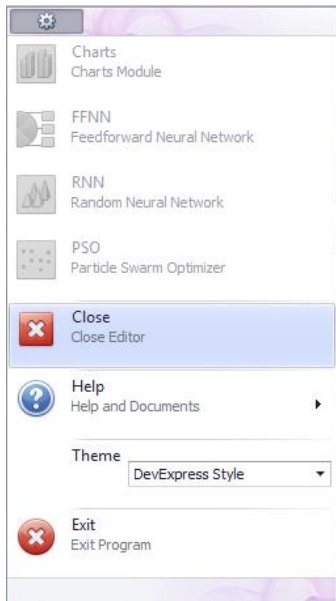 Charts
Charts Module
FFNN
Feedforward Neural Network
RNN
Random Neural Network
PSO
Particle Swarm Optimizer
Close
Close Editor
Help
Help and Documents
Theme
DevExpress Style
Exit
Exit Program